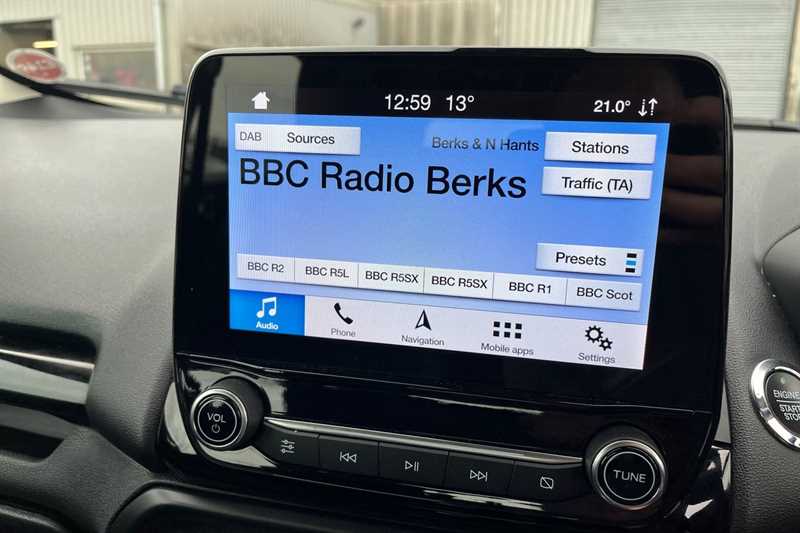 12:59 13° 21.0°
DAB Sources
Berks & N Hants
Stations
BBC Radio Berks
Traffic (TA)
Presets
BBC R2 BBC R5L BBC R5SX BBC R5SX BBC R1 BBC Scot
Audio Phone Navigation Mobile apps Settings
VOL
TUNE
ENGINE
START
STOP